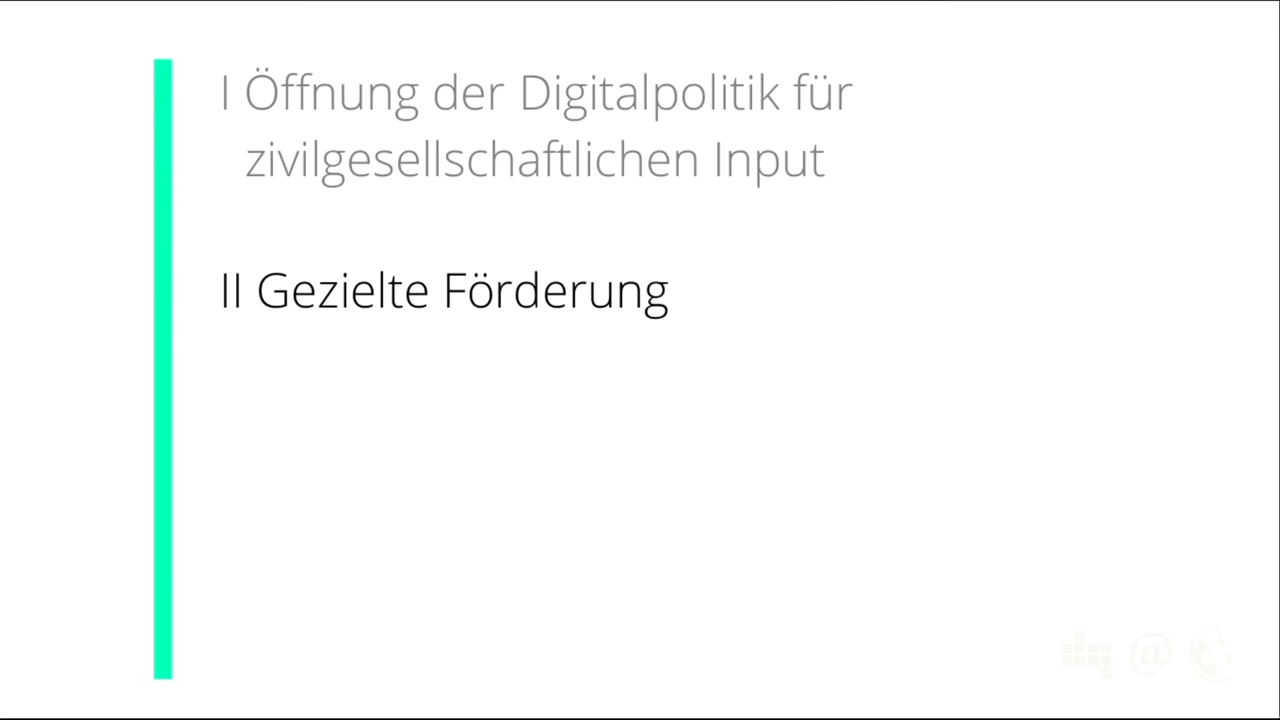 I Öffnung der Digitalpolitik für
zivilgesellschaftlichen Input
II Gezielte Förderung